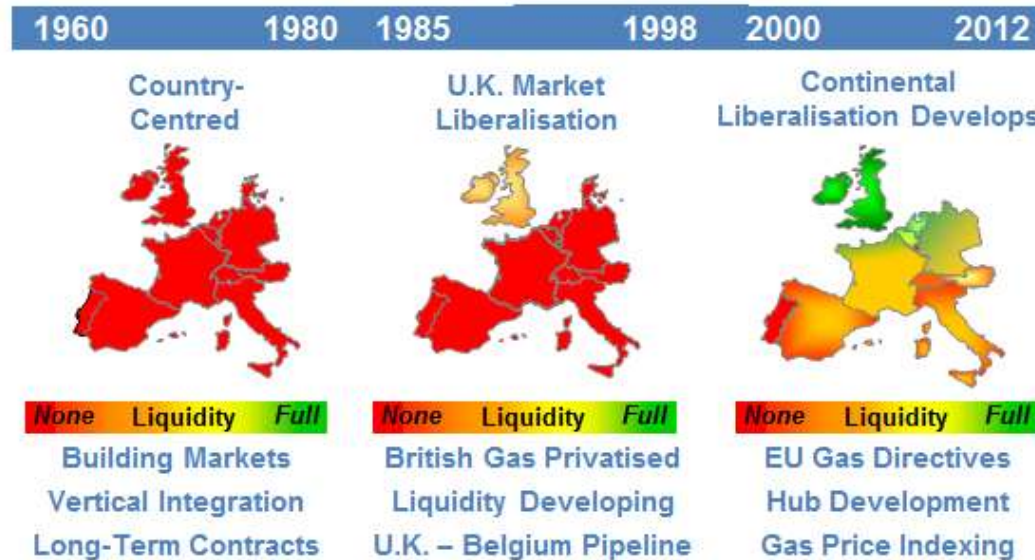 1960 1980 1985 1998 2000 2012
Country-
Centred
U.K. Market
Liberalisation
Continental
Liberalisation Develops
None Liquidity Full
None Liquidity Full
None Liquidity Full
Building Markets
Vertical Integration
Long-Term Contracts
British Gas Privatised
Liquidity Developing
U.K. – Belgium Pipeline
EU Gas Directives
Hub Development
Gas Price Indexing